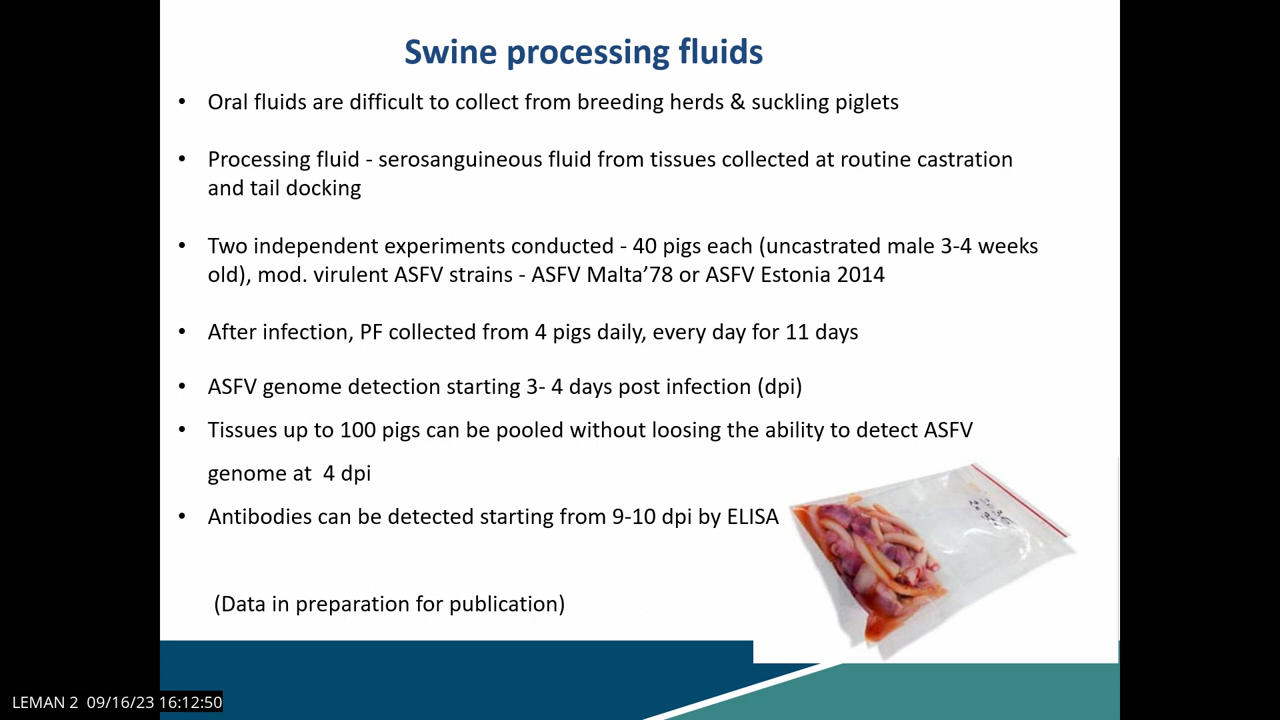 Swine processing fluids
• Oral fluids are difficult to collect from breeding herds & suckling piglets
• Processing fluid - serosanguineous fluid from tissues collected at routine castration
and tail docking
• Two independent experiments conducted - 40 pigs each (uncastrated male 3-4 weeks
old), mod. virulent ASFV strains - ASFV Malta’78 or ASFV Estonia 2014
• After infection, PF collected from 4 pigs daily, every day for 11 days
• ASFV genome detection starting 3- 4 days post infection (dpi)
• Tissues up to 100 pigs can be pooled without loosing the ability to detect ASFV
genome at 4 dpi
• Antibodies can be detected starting from 9-10 dpi by ELISA
(Data in preparation for publication)
LEMAN 2 09/16/23 16:12:50